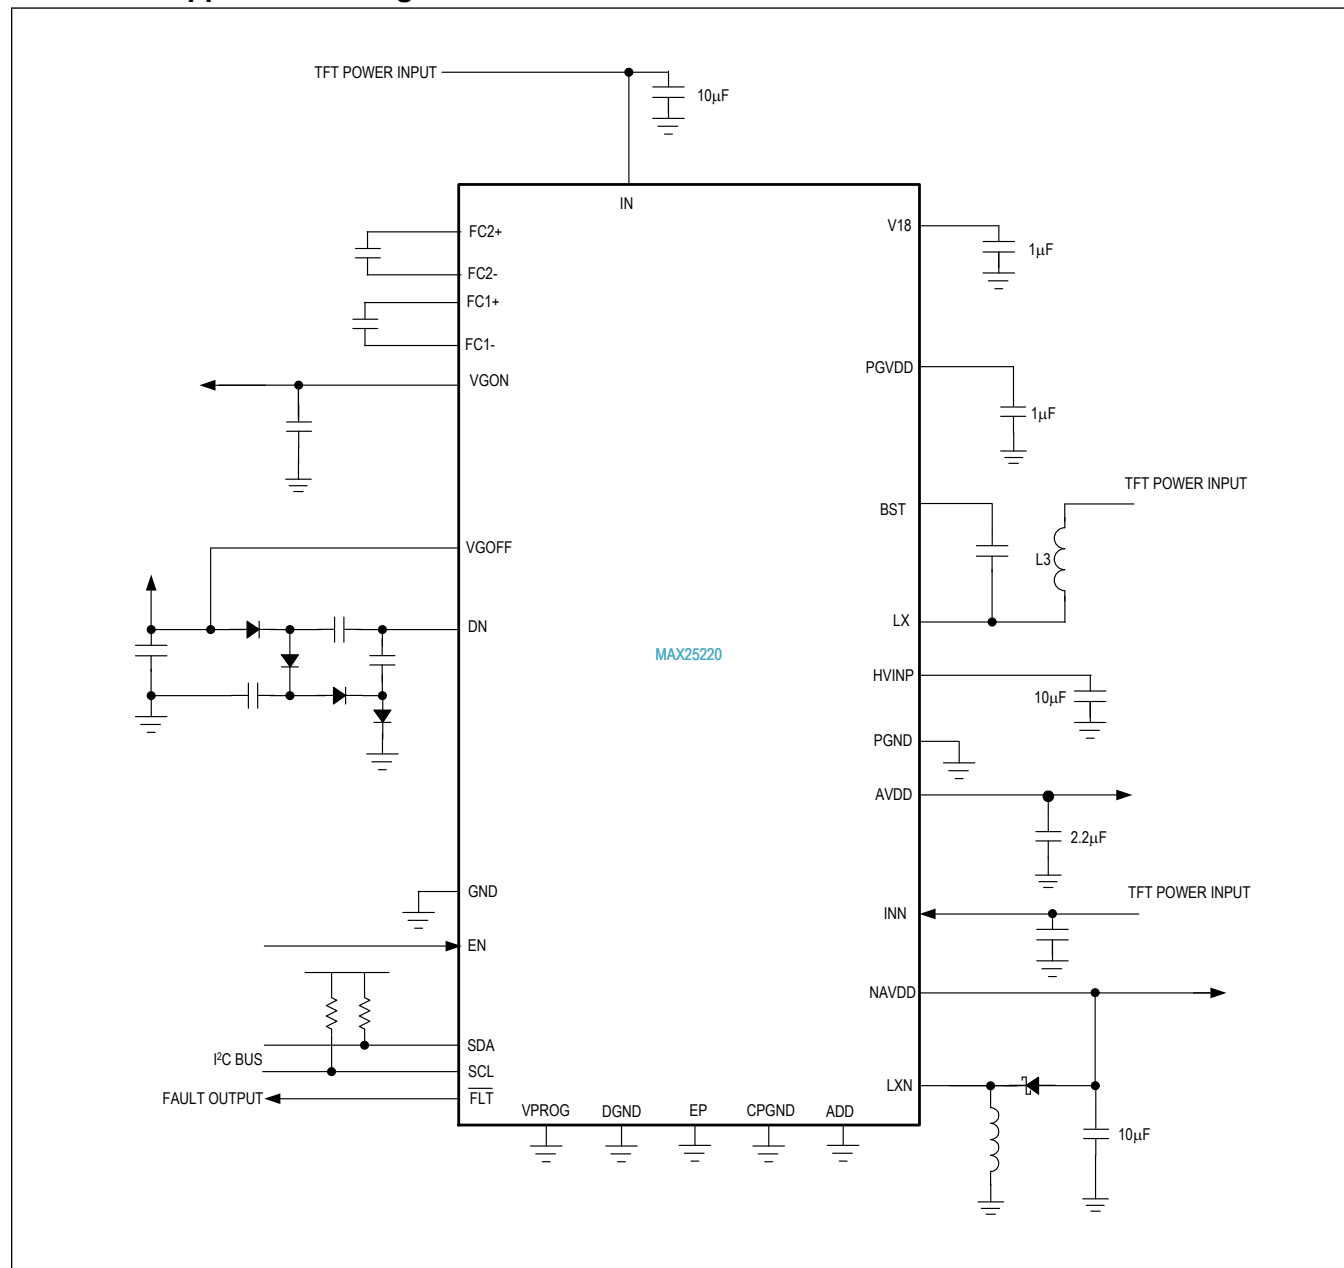 TFT POWER INPUT
10µF
IN
FC2+
FC2-
FC1+
FC1-
VGON
VGOFF
DN
GND
EN
SDA
I²C BUS
SCL
FAULT OUTPUT
FLT
MAX25220
V18
1µF
PGVDD
1µF
TFT POWER INPUT
BST
L3
LX
HVINP
10µF
PGND
AVDD
2.2µF
TFT POWER INPUT
INN
NAVDD
LXN
10µF
VPROG
DGND
EP
CPGND
ADD